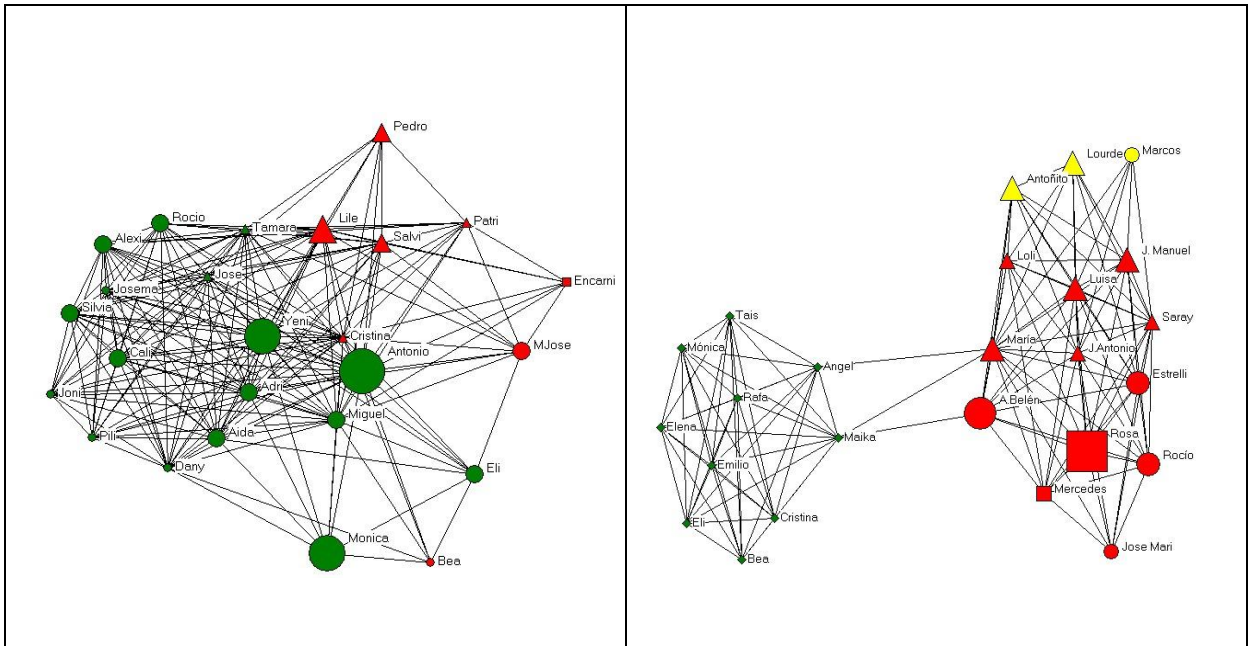 Pedro
Rocio
Tamara
Lile
Patri
Alexi
Salvi
Jose
Encarni
Josema
Silvia
Yeni
Cristina
Antonio
MJose
Cali
Adri
Joni
Miguel
Pili
Aida
Dany
Eli
Monica
Bea
Lourde
Marcos
Antoñito
Loli
J. Manuel
Luisa
Saray
Tais
Mónica
María
J.Antonio
Angel
Estrelli
Rafa
A.Belén
Elena
Maika
Rosa
Rocío
Emilio
Mercedes
Eli
Cristina
Jose Mari
Bea